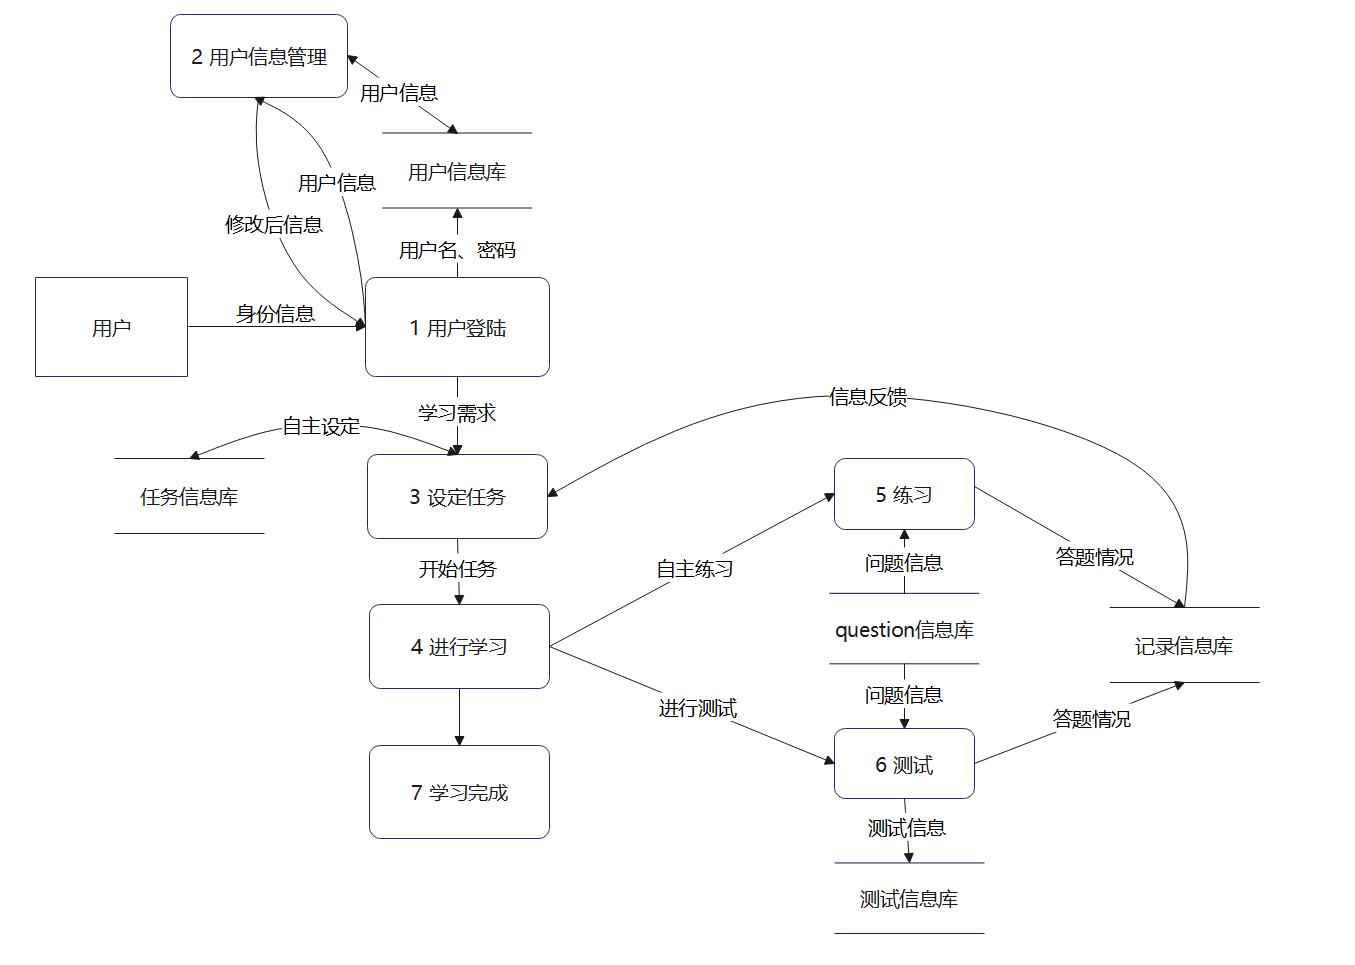 2 用户信息管理
用户信息
用户信息库
用户信息
修改后信息
用户名、密码
用户
身份信息
1 用户登陆
学习需求
信息反馈
自主设定
任务信息库
3 设定任务
5 练习
开始任务
自主练习
问题信息
答题情况
4 进行学习
question信息库
记录信息库
进行测试
问题信息
答题情况
6 测试
7 学习完成
测试信息
测试信息库